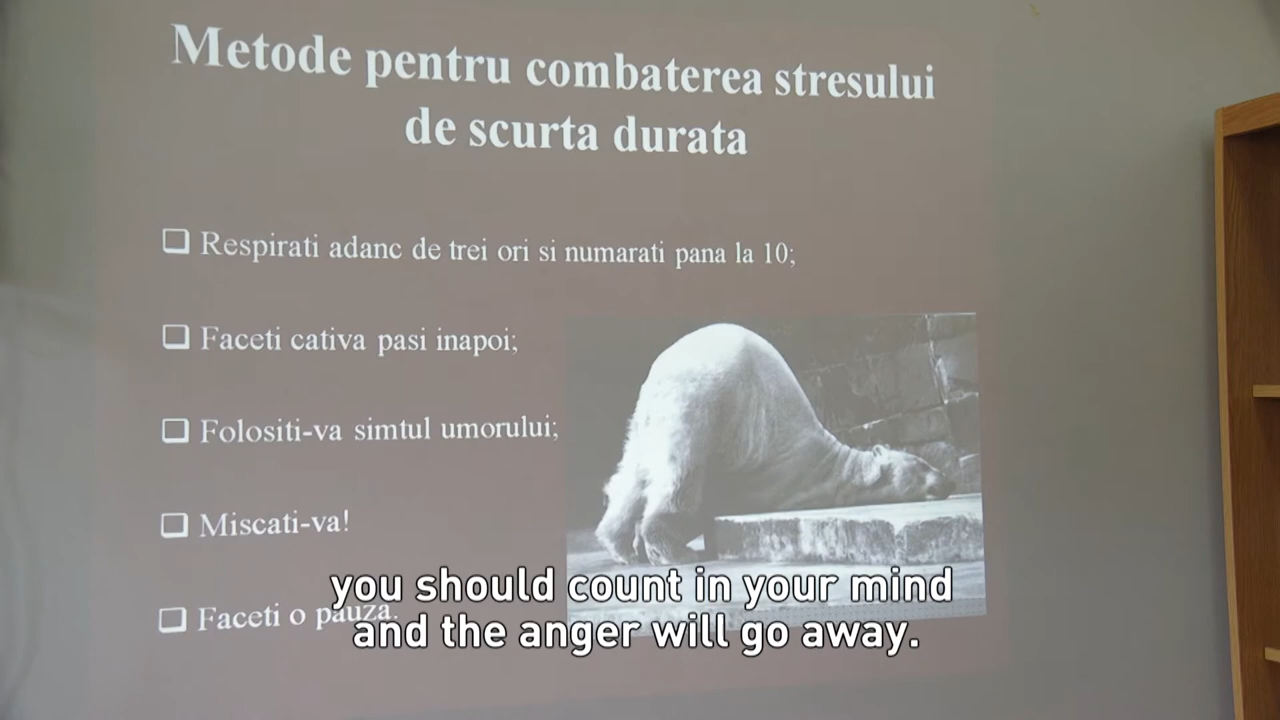 Metode pentru combaterea stresului
de scurta durata
❑ Respirati adanc de trei ori si numarati pana la 10;
❑ Faceti cativa pasi inapoi;
❑ Folositi-va simtul umorului;
❑ Miscati-va!
❑ Faceti o pauza.
you should count in your mind
and the anger will go away.